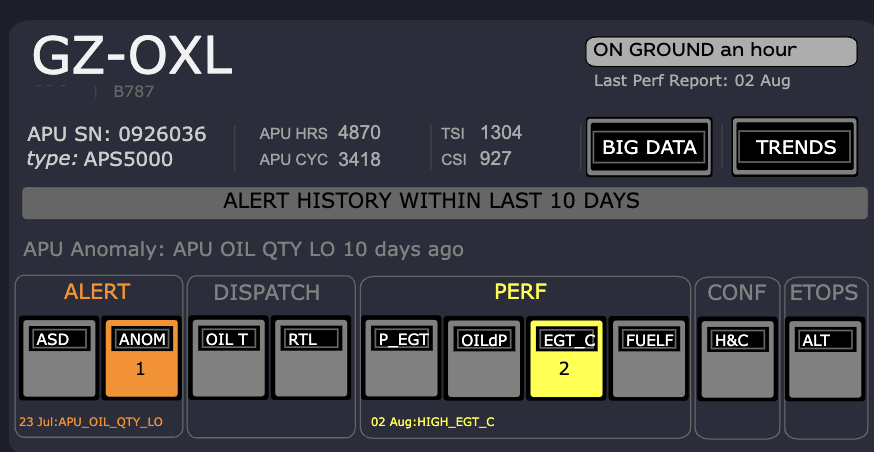 GZ-OXL
ON GROUND an hour
Last Perf Report: 02 Aug
B787
APU SN: 0926036
type: APS5000
APU HRS 4870
APU CYC 3418
TSI 1304
CSI 927
BIG DATA
TRENDS
ALERT HISTORY WITHIN LAST 10 DAYS
APU Anomaly: APU OIL QTY LO 10 days ago
ALERT
DISPATCH
PERF
CONF
ETOPS
ASD
ANOM
OIL T
RTL
P_EGT
OILdP
EGT_C
FUELF
H&C
ALT
1
2
23 Jul:APU_OIL_QTY_LO
02 Aug:HIGH_EGT_C